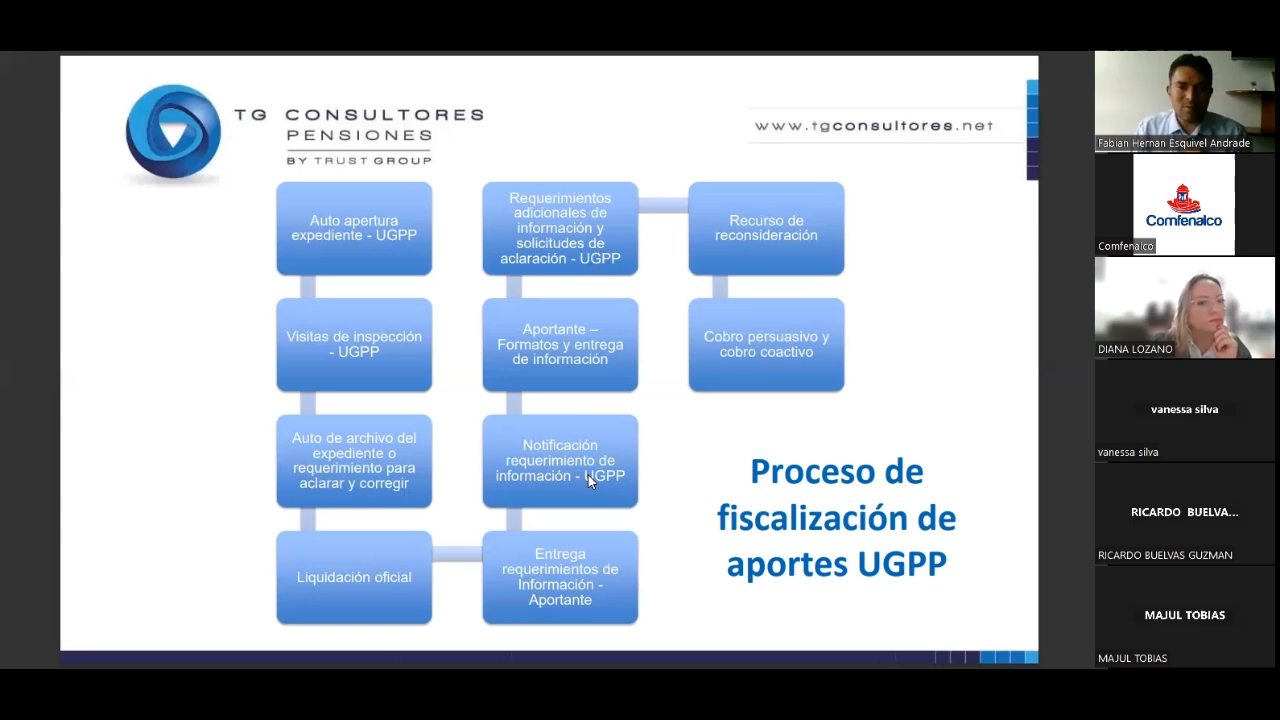 TG CONSULTORES
PENSIONES
BY TRUST GROUP
www.tgconsultores.net
Auto apertura
expediente - UGPP
Visitas de inspección
- UGPP
Auto de archivo del
expediente o
requerimiento para
aclarar y corregir
Liquidación oficial
Requerimientos
adicionales de
información y
solicitudes de
aclaración - UGPP
Aportante –
Formatos y entrega
de información
Notificación
requerimiento de
información - UGPP
Entrega
requerimientos de
Información -
Aportante
Recurso de
reconsideración
Cobro persuasivo y
cobro coactivo
Proceso de
fiscalización de
aportes UGPP
Fabian Hernan Esquivel Andrade
Comfenalco
Comfenalco
DIANA LOZANO
vanessa silva
vanessa silva
RICARDO BUELVA...
RICARDO BUELVAS GUZMAN
MAJUL TOBIAS
MAJUL TOBIAS